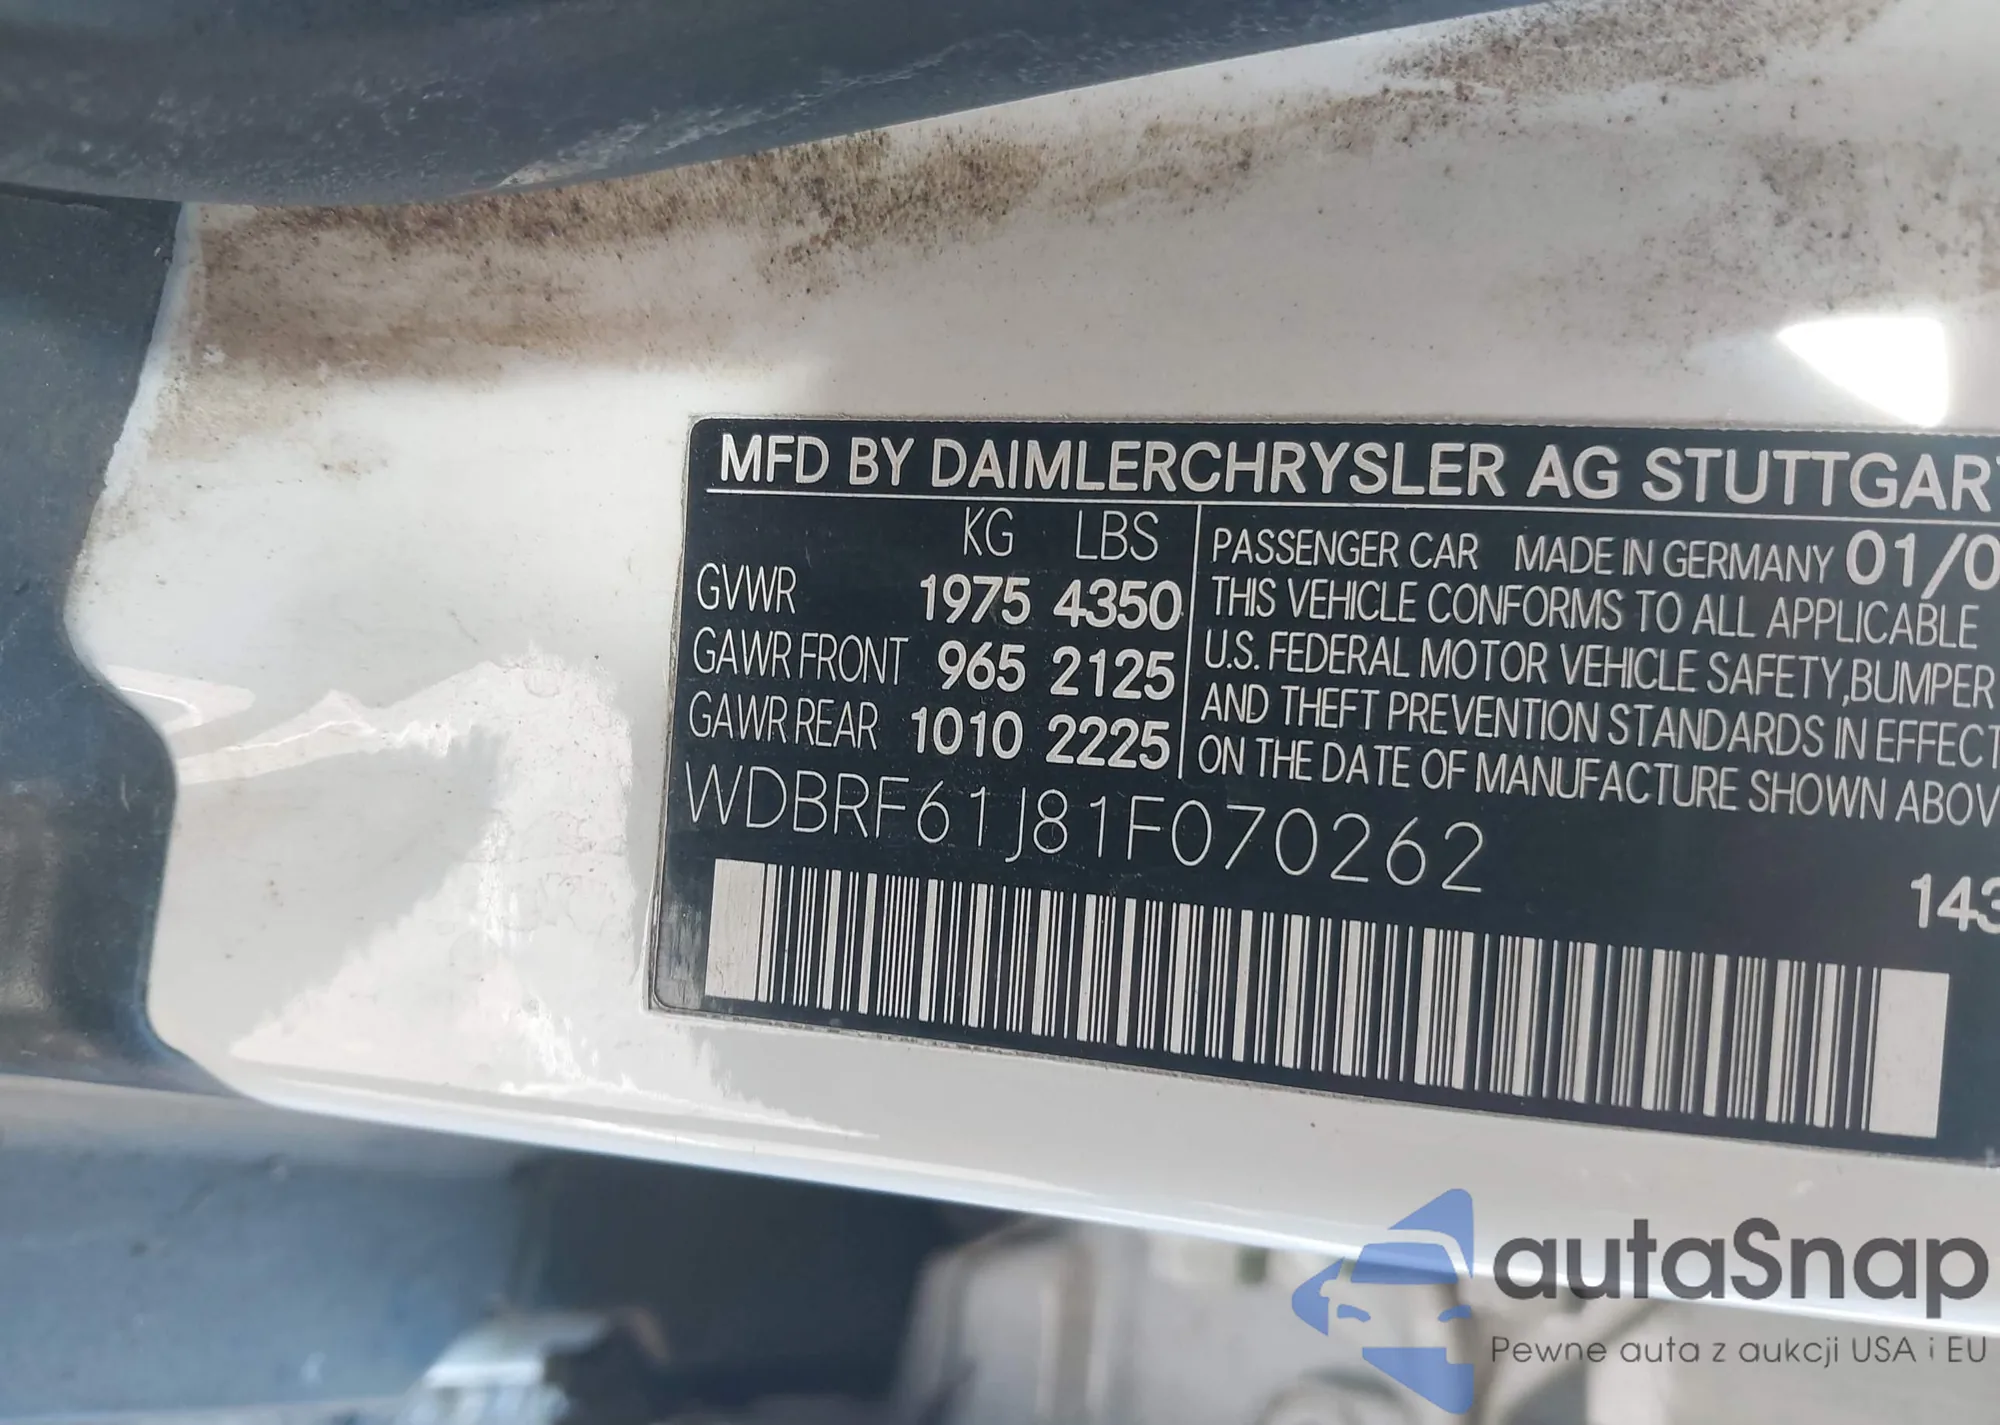 MFD BY DAIMLERCHRYSLER AG STUTTGART
KG LBS
GVWR 1975 4350
GAWR FRONT 965 2125
GAWR REAR 1010 2225
PASSENGER CAR MADE IN GERMANY 01/0
THIS VEHICLE CONFORMS TO ALL APPLICABLE
U.S. FEDERAL MOTOR VEHICLE SAFETY,BUMPER
AND THEFT PREVENTION STANDARDS IN EFFECT
ON THE DATE OF MANUFACTURE SHOWN ABOV
WDBRF61J81F070262
143
autaSnap
Pewne auta z aukcji USA i EU